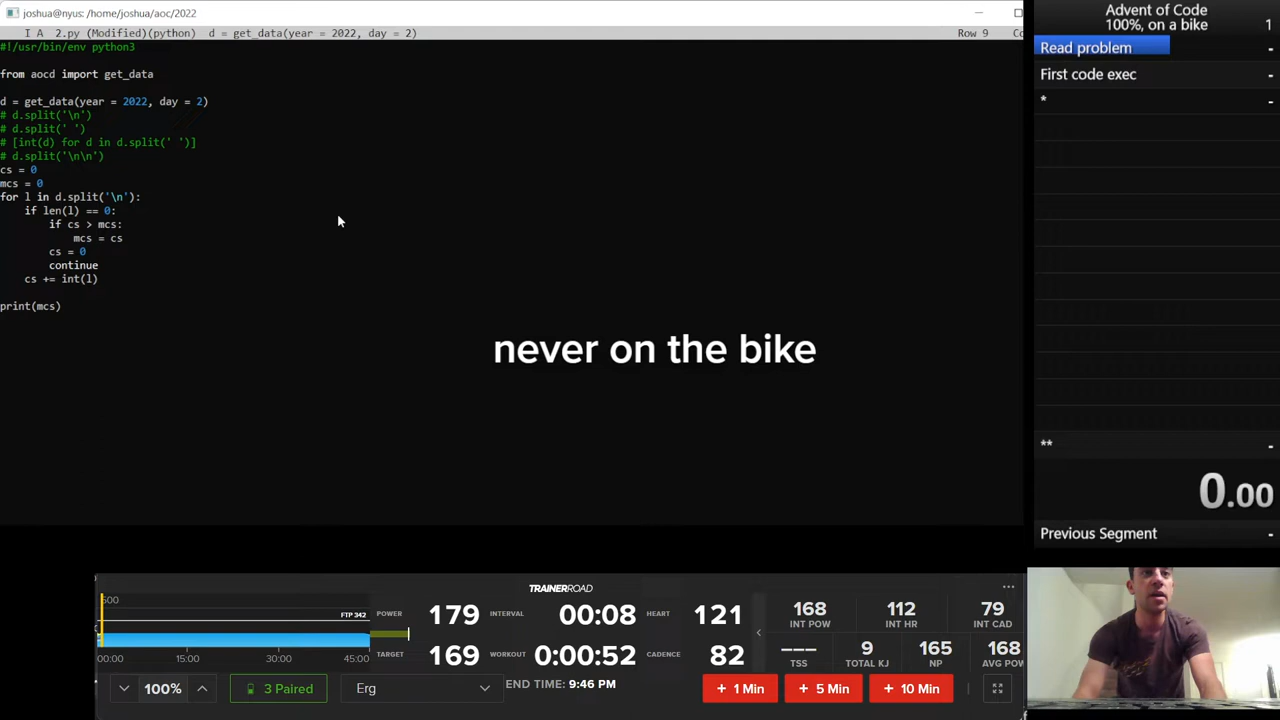 joshua@nyus: /home/joshua/aoc/2022
I A 2.py (Modified)(python) d = get_data(year = 2022, day = 2) Row 9
#!/usr/bin/env python3
from aocd import get_data
d = get_data(year = 2022, day = 2)
# d.split('\n')
# d.split(' ')
# [int(d) for d in d.split(' ')]
# d.split('\n\n')
cs = 0
mcs = 0
for l in d.split('\n'):
if len(l) == 0:
if cs > mcs:
mcs = cs
cs = 0
continue
cs += int(l)
print(mcs)
never on the bike
Advent of Code
100%, on a bike 1
Read problem -
First code exec -
* -
** -
0.00
Previous Segment -
TRAINERROAD
FTP 342
00:00 15:00 30:00 45:00
POWER 179 INTERVAL 00:08 HEART 121
TARGET 169 WORKOUT 0:00:52 CADENCE 82
168 112 79
INT POW INT HR INT CAD
--- 9 165 168
TSS TOTAL KJ NP AVG POW
100% 3 Paired Erg END TIME: 9:46 PM + 1 Min + 5 Min + 10 Min